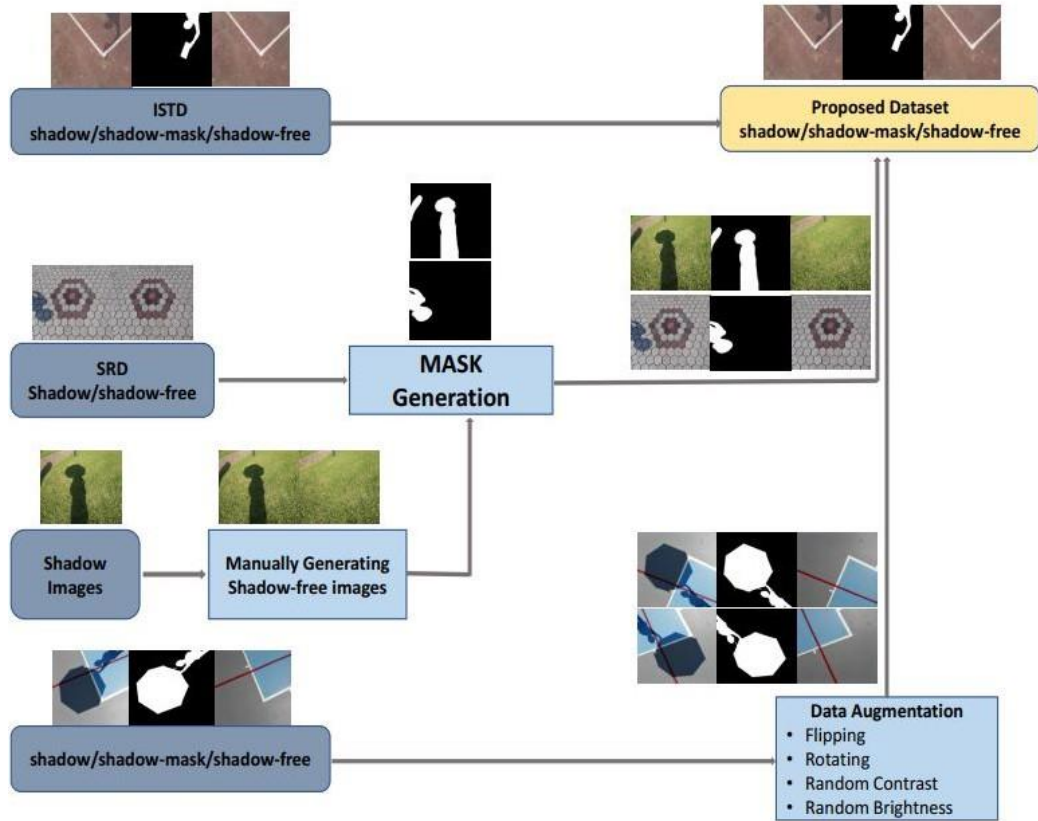 ISTD
shadow/shadow-mask/shadow-free
Proposed Dataset
shadow/shadow-mask/shadow-free
SRD
Shadow/shadow-free
MASK
Generation
Shadow
Images
Manually Generating
Shadow-free images
shadow/shadow-mask/shadow-free
Data Augmentation
• Flipping
• Rotating
• Random Contrast
• Random Brightness